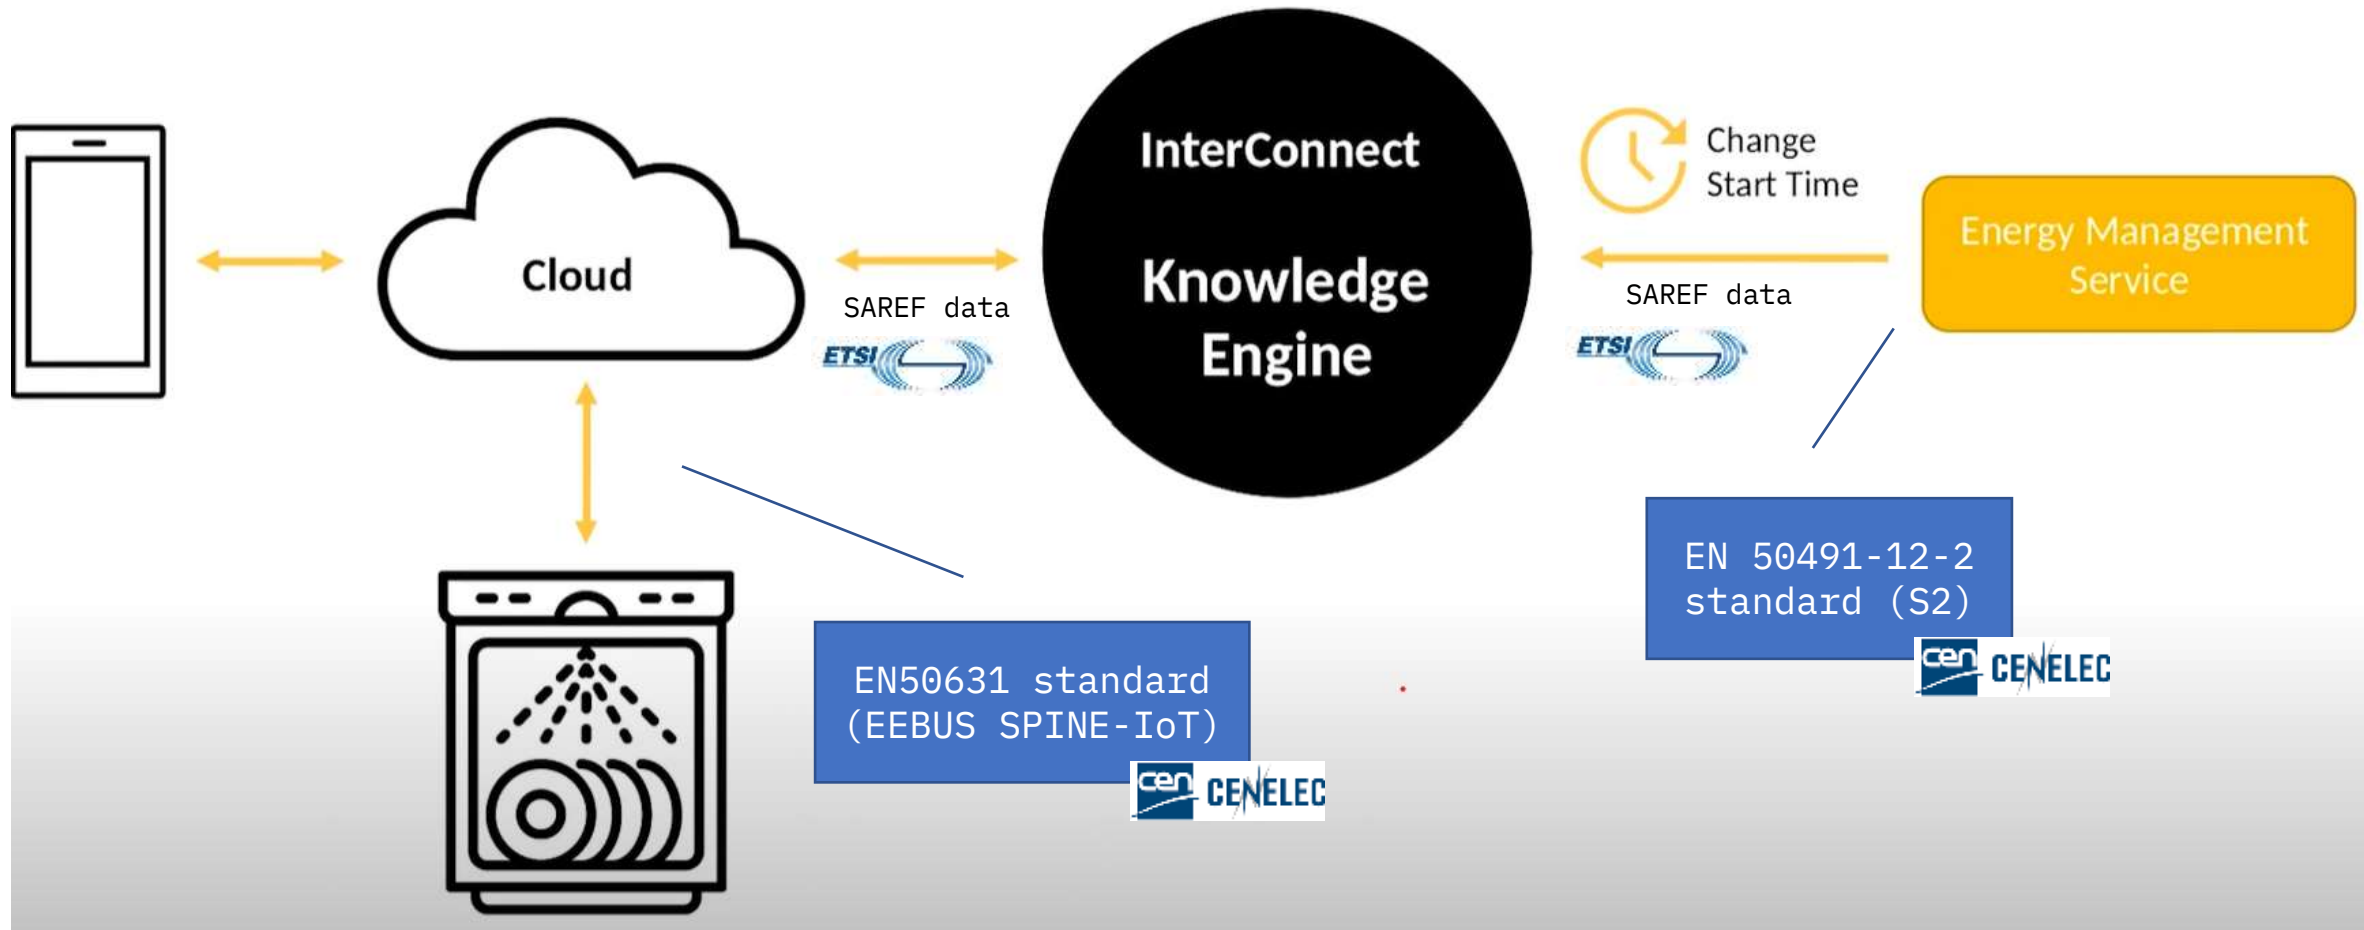 InterConnect
Knowledge
Engine
Cloud
SAREF data
ETSI
Change
Start Time
SAREF data
ETSI
Energy Management
Service
EN 50491-12-2
standard (S2)
cen CENELEC
EN50631 standard
(EEBUS SPINE-IoT)
cen CENELEC